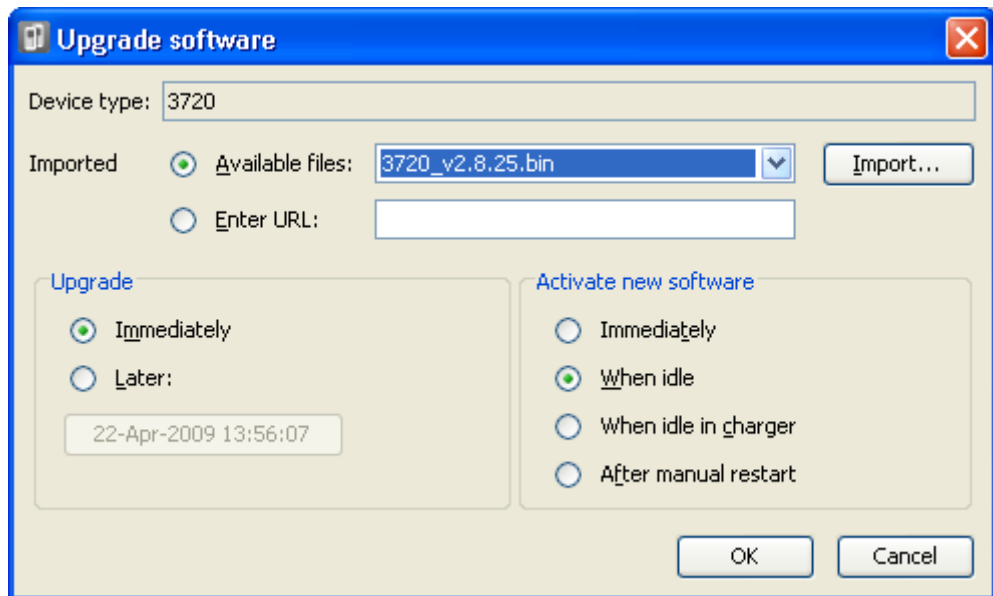 Upgrade software
Device type: 3720
Imported Available files: 3720_v2.8.25.bin Import...
Enter URL:
Upgrade
Immediately
Later:
22-Apr-2009 13:56:07
Activate new software
Immediately
When idle
When idle in charger
After manual restart
OK Cancel